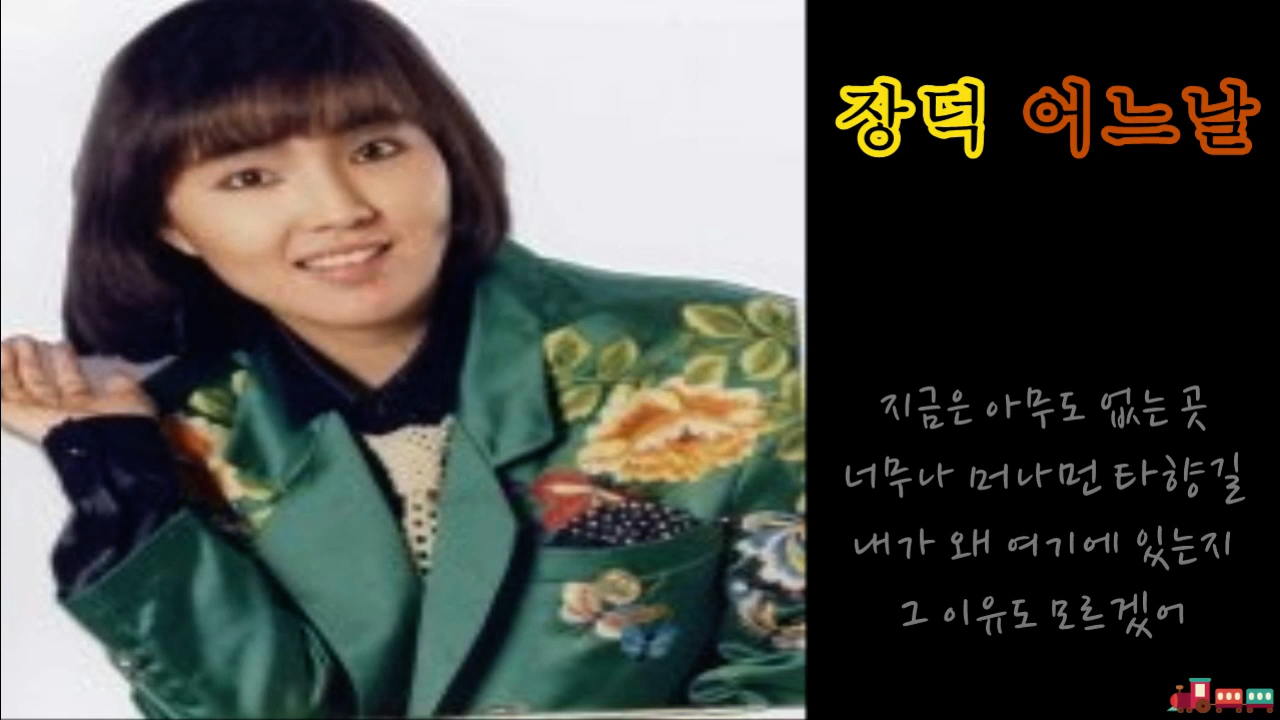 장덕 어느날
지금은 아무도 없는 곳
너무나 머나먼 타향길
내가 왜 여기에 있는지
그 이유도 모르겠어